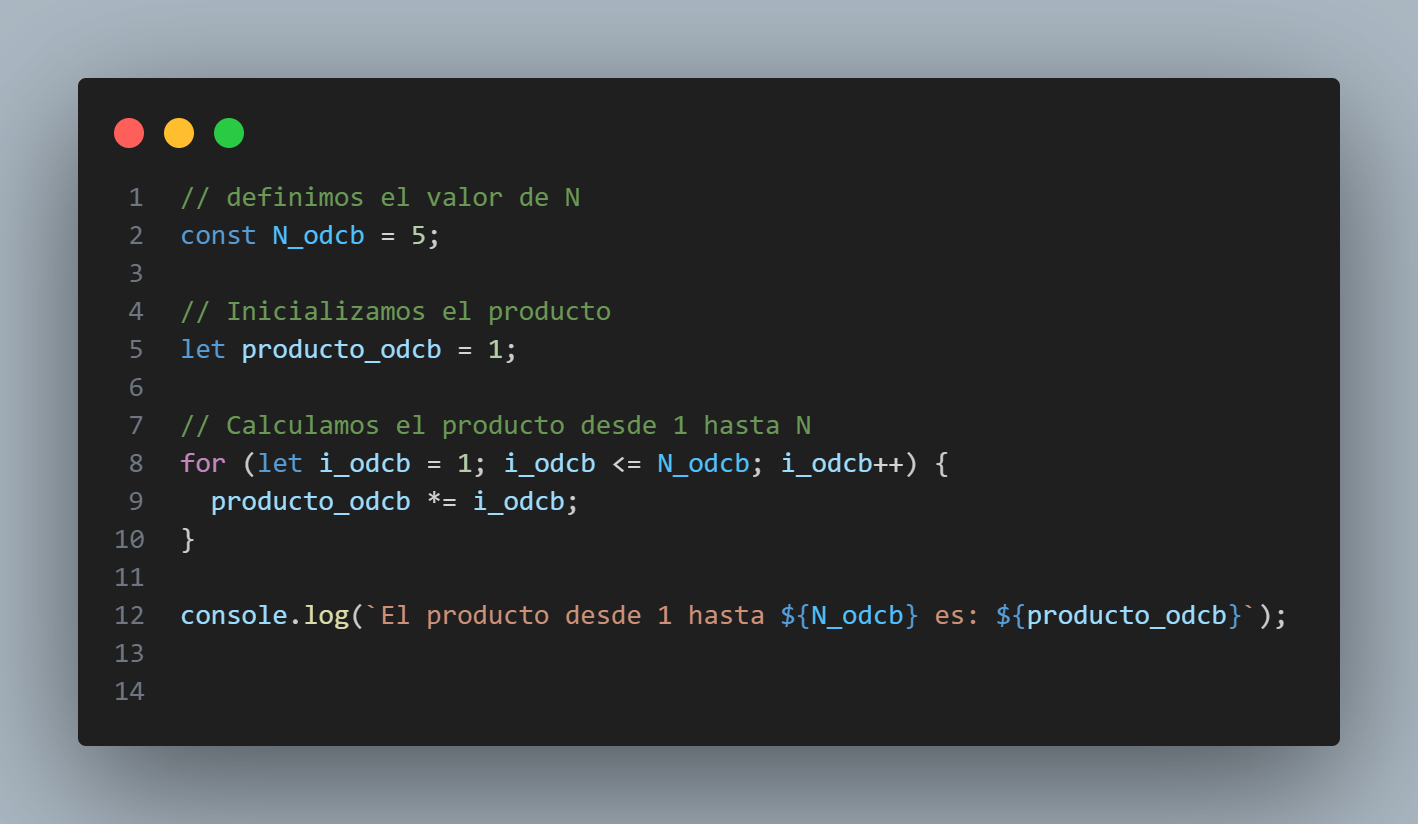 1 // definimos el valor de N
2 const N_odcb = 5;
3
4 // Inicializamos el producto
5 let producto_odcb = 1;
6
7 // Calculamos el producto desde 1 hasta N
8 for (let i_odcb = 1; i_odcb <= N_odcb; i_odcb++) {
9   producto_odcb *= i_odcb;
10 }
11
12 console.log(`El producto desde 1 hasta ${N_odcb} es: ${producto_odcb}`);
13
14